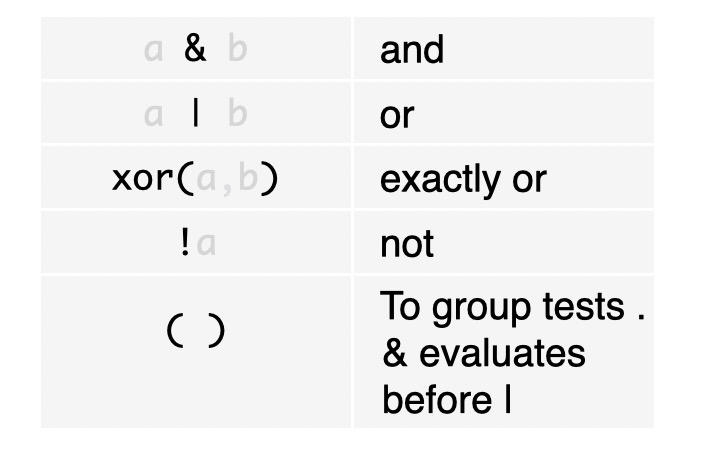 a & b and
a | b or
xor(a,b) exactly or
!a not
( ) To group tests .
& evaluates
before |